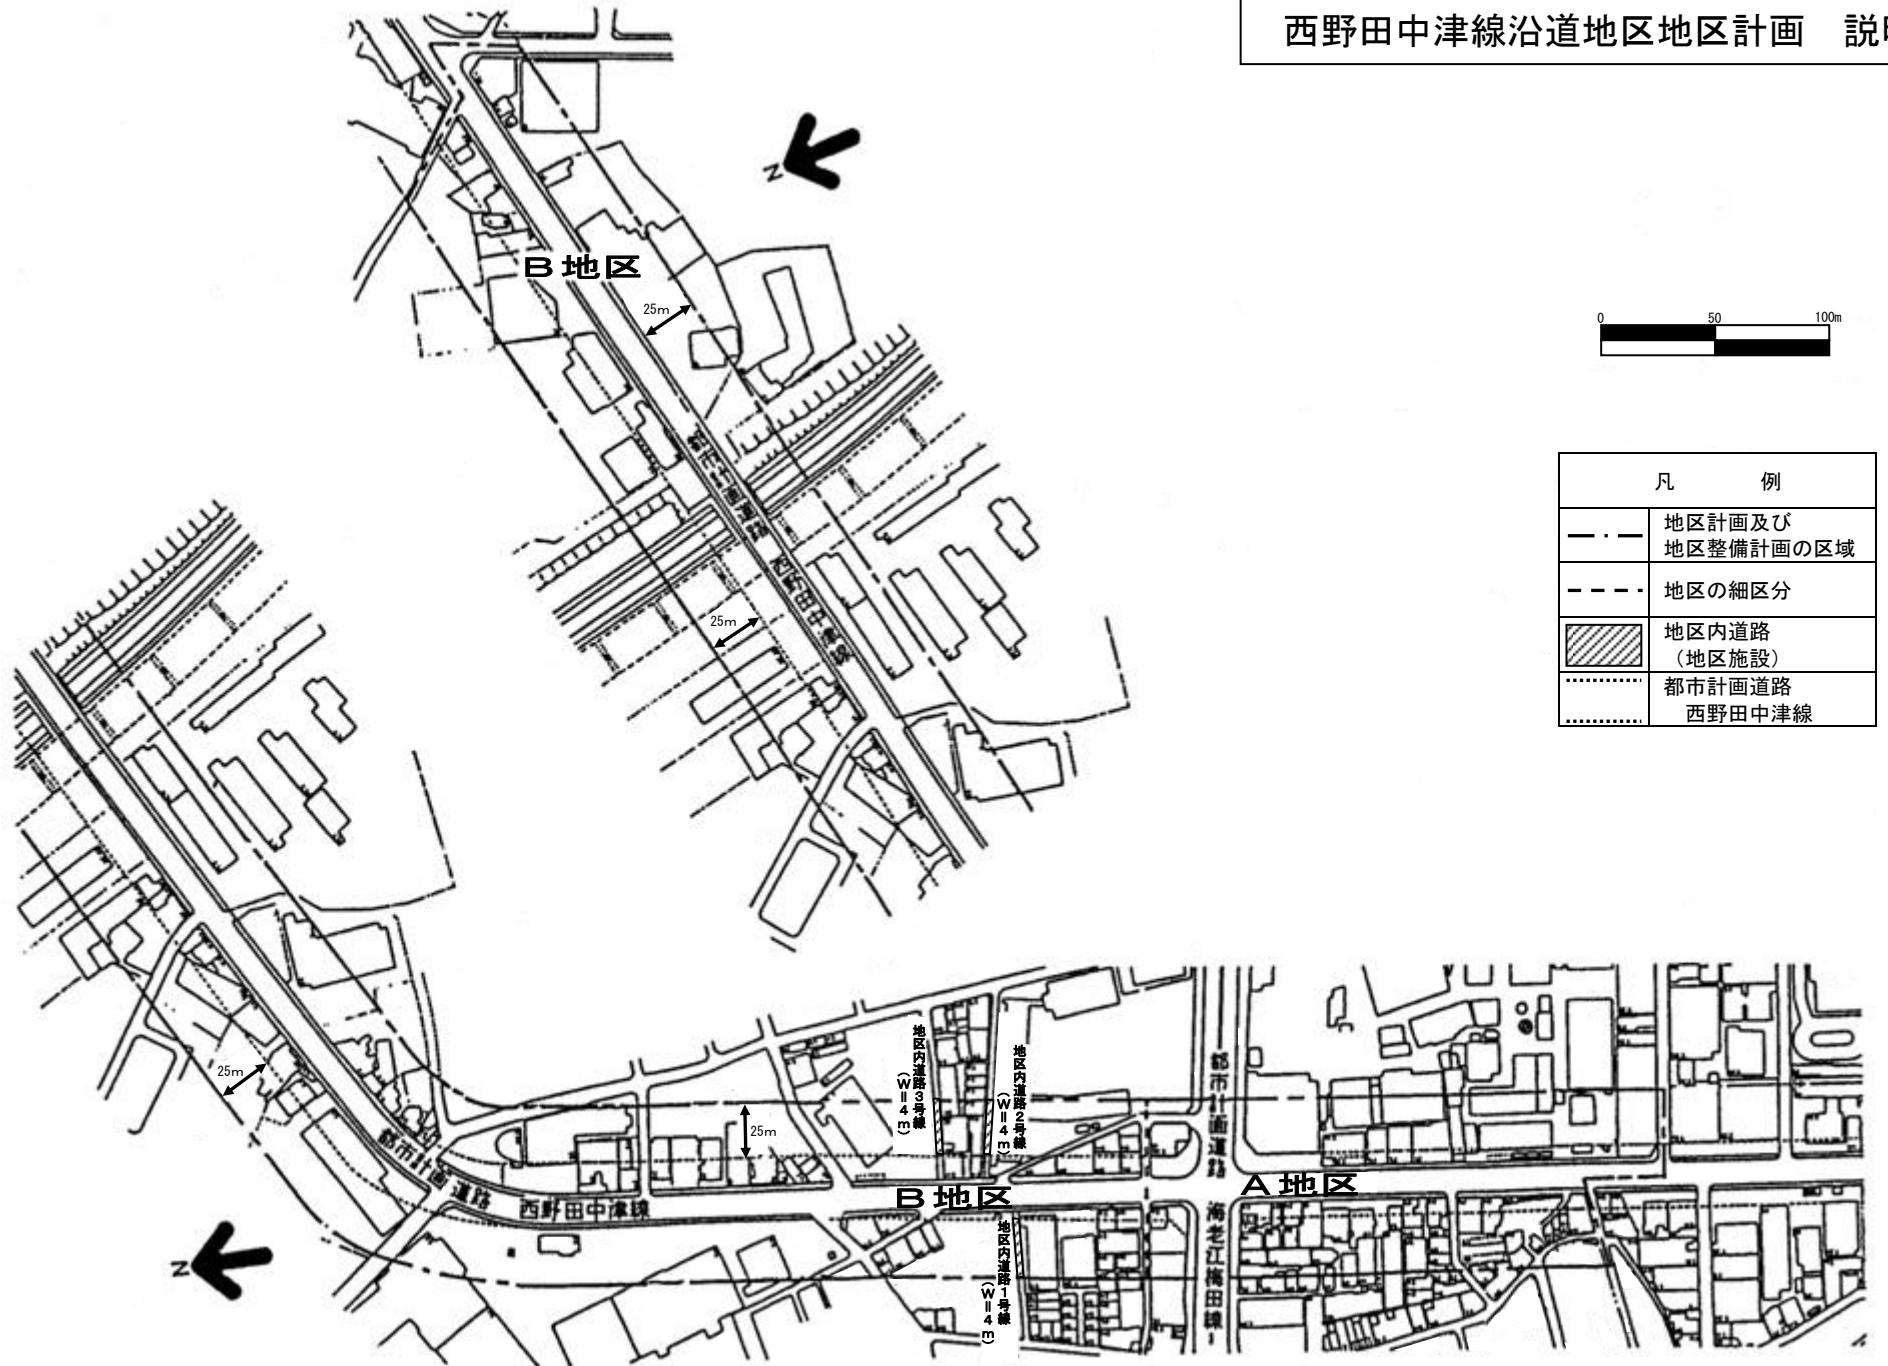 西野田中津線沿道地区地区計画　説
N
B地区
25m
0 50 100m
凡　例
地区計画及び
地区整備計画の区域
地区の細区分
地区内道路
（地区施設）
都市計画道路
西野田中津線
都市計画道路
西野田中津線
25m
25m
25m
地区内道路3号線
（W=4m）
地区内道路2号線
（W=4m）
都市計画道路
海老江梅田線
B地区
A地区
都市計画道路
西野田中津線
地区内道路1号線
（W=4m）
N